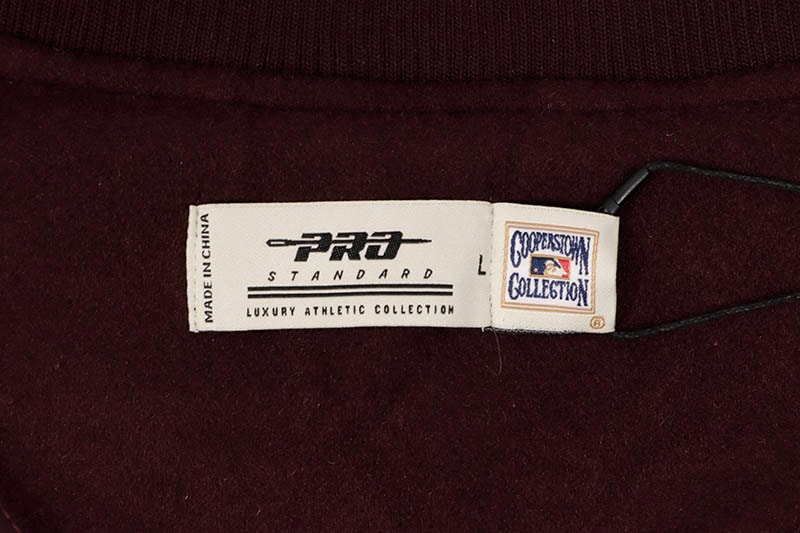 MADE IN CHINA
PRO
STANDARD
LUXURY ATHLETIC COLLECTION
L
COOPERSTOWN
COLLECTION
®